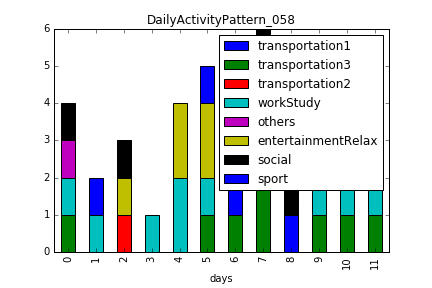 DailyActivityPattern_058
6
5
4
3
2
1
0
transportation1
transportation3
transportation2
workStudy
others
entertainmentRelax
social
sport
0 1 2 3 4 5 6 7 8 9 10 11
days